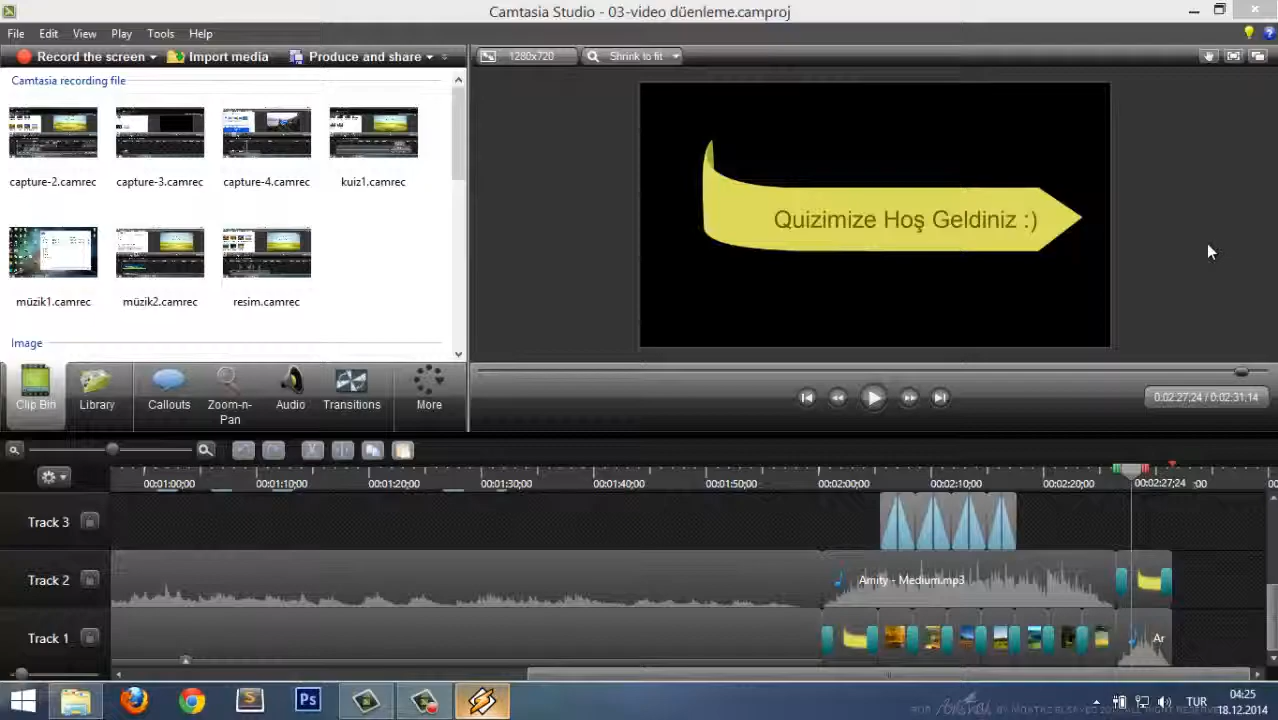 Camtasia Studio - 03-video düenleme.camproj
File Edit View Play Tools Help
Record the screen Import media Produce and share
1280x720 Shrink to fit
Camtasia recording file
capture-2.camrec capture-3.camrec capture-4.camrec kuiz1.camrec
müzik1.camrec müzik2.camrec resim.camrec
Image
Quizimize Hoş Geldiniz :)
Clip Bin Library Callouts Zoom-n-Pan Audio Transitions More
0:02:27;24 / 0:02:31;14
00:01:00;00 00:01:10;00 00:01:20;00 00:01:30;00 00:01:40;00 00:01:50;00 00:02:00;00 00:02:10;00 00:02:20;00 00:02:27;24 :00
Track 3
Track 2 Amity - Medium.mp3
Track 1 Ar
S Ps TUR 04:25
18.12.2014